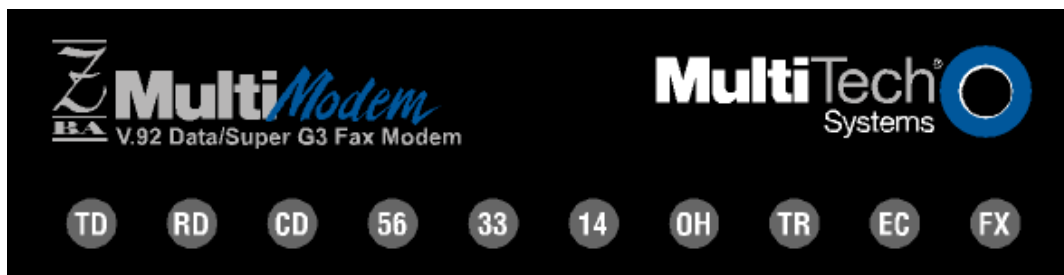 Z MultiModem
BA
V.92 Data/Super G3 Fax Modem
MultiTech®
Systems
TD RD CD 56 33 14 OH TR EC FX